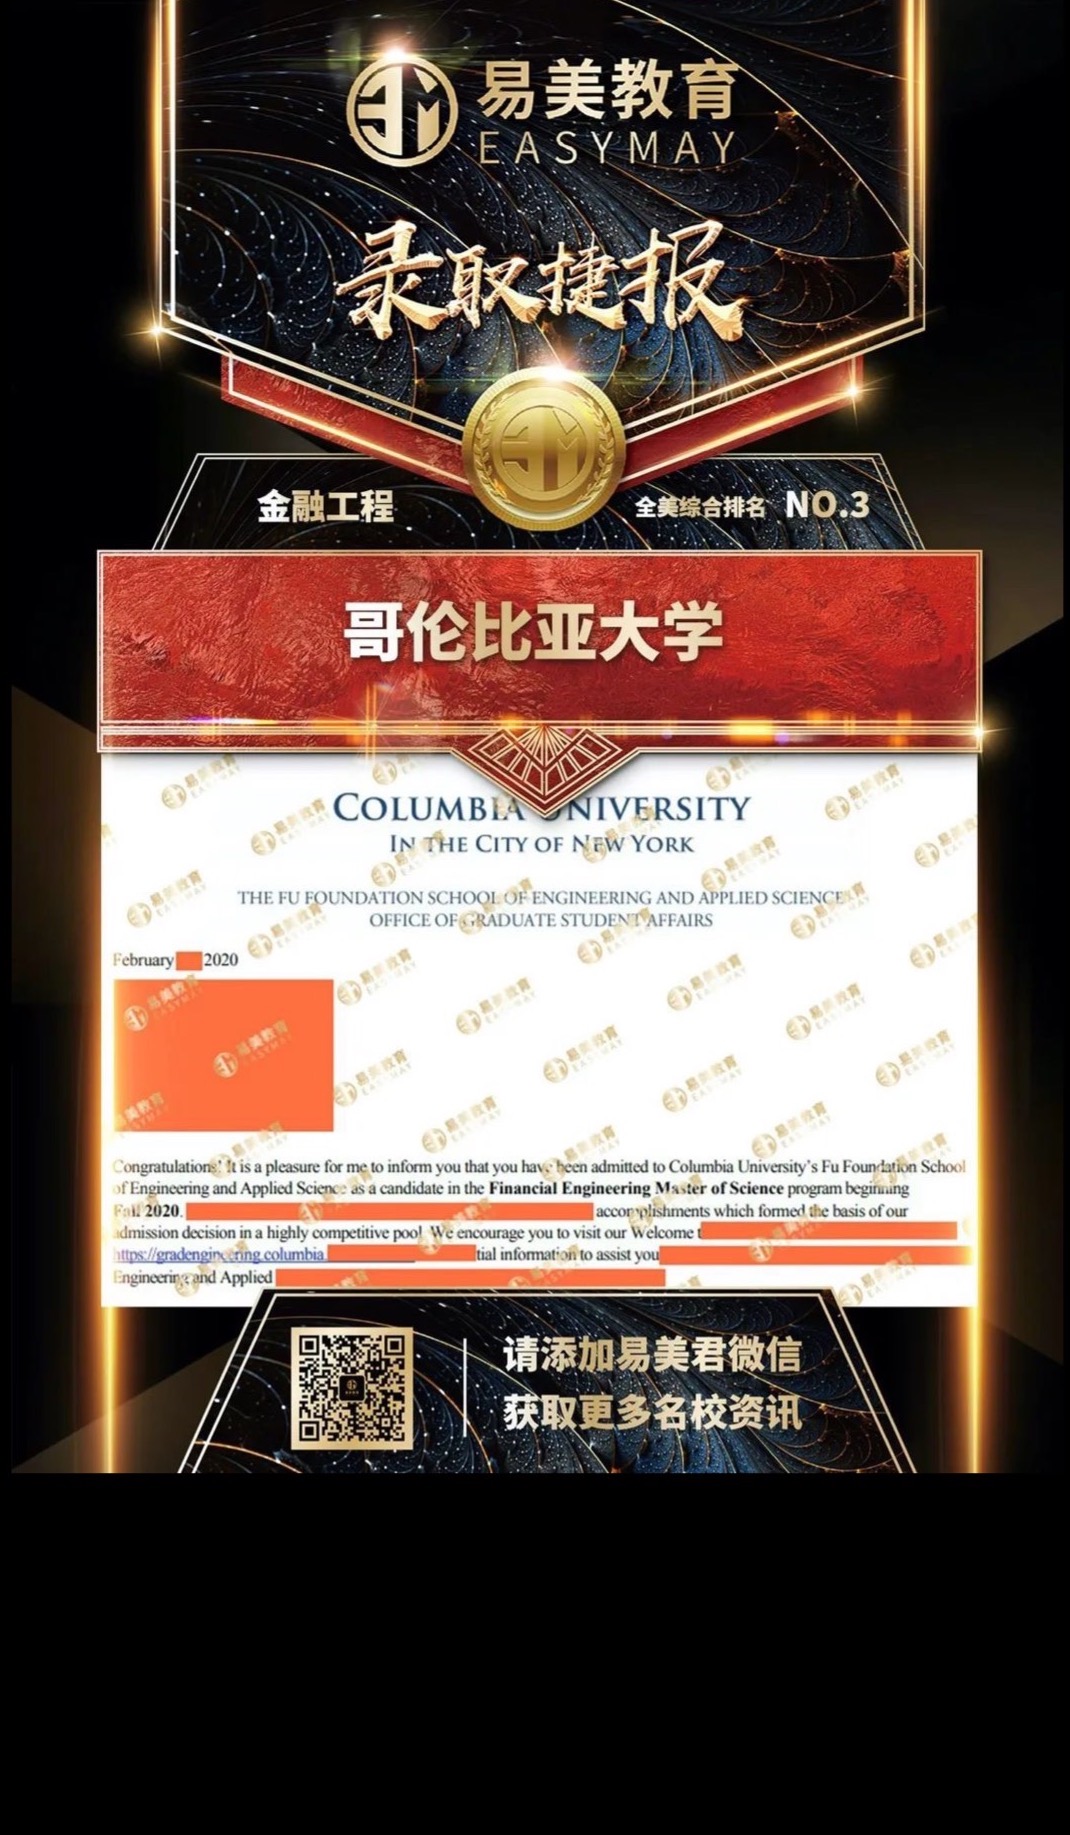 易美教育
EASYMAY
录取捷报
金融工程
全美综合排名 NO.3
哥伦比亚大学
COLUMBIA UNIVERSITY
IN THE CITY OF NEW YORK
THE FU FOUNDATION SCHOOL OF ENGINEERING AND APPLIED SCIENCE
OFFICE OF GRADUATE STUDENT AFFAIRS
February 2020
Congratulations! It is a pleasure for me to inform you that you have been admitted to Columbia University's Fu Foundation School
of Engineering and Applied Science as a candidate in the Financial Engineering Master of Science program beginning
Fall 2020. accomplishments which formed the basis of our
admission decision in a highly competitive pool. We encourage you to visit our Welcome t
https://gradengineering.columbia. tial information to assist you
Engineering and Applied
请添加易美君微信
获取更多名校资讯